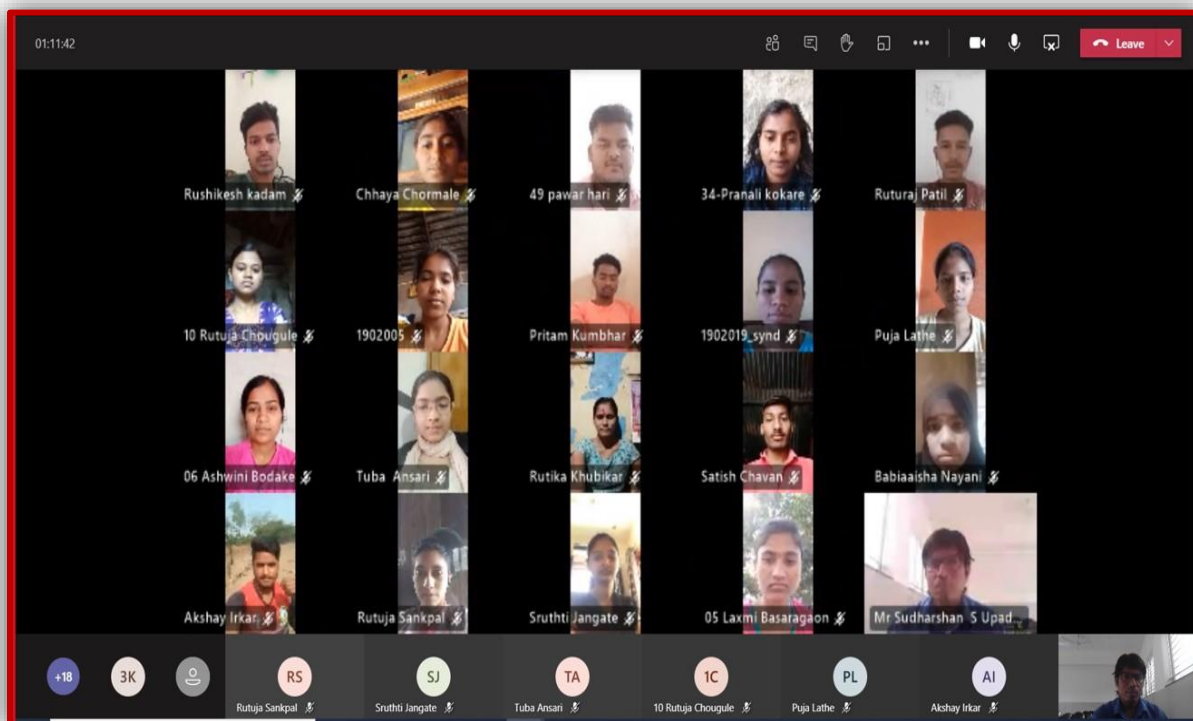 01:11:42
Leave
Rushikesh kadam
Chhaya Chormale
49 pawar hari
34-Pranali kokare
Ruturaj Patil
10 Rutuja Chougule
1902005
Pritam Kumbhar
1902019_synd
Puja Lathe
06 Ashwini Bodake
Tuba Ansari
Rutika Khubikar
Satish Chavan
Babiaaisha Nayani
Akshay Irkar
Rutuja Sankpal
Sruthti Jangate
05 Laxmi Basaragaon
Mr Sudharshan S Upad...
+18
3K
RS
SJ
TA
1C
PL
AI
Rutuja Sankpal
Sruthti Jangate
Tuba Ansari
10 Rutuja Chougule
Puja Lathe
Akshay Irkar